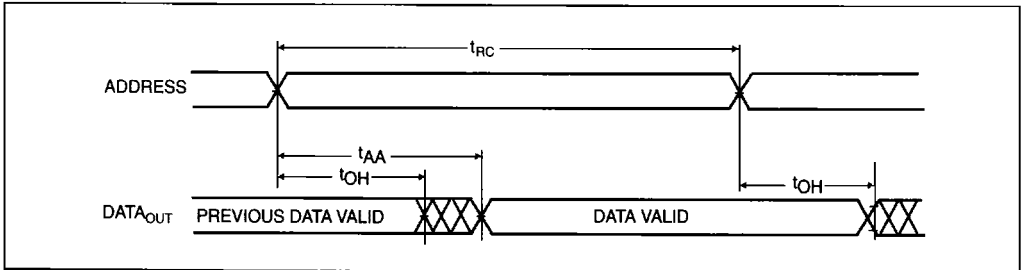 tRC
ADDRESS
tAA
tOH
tOH
DATAOUT
PREVIOUS DATA VALID
DATA VALID